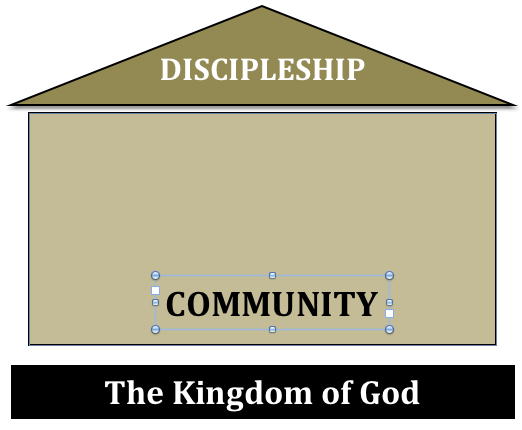 DISCIPLESHIP
COMMUNITY
The Kingdom of God